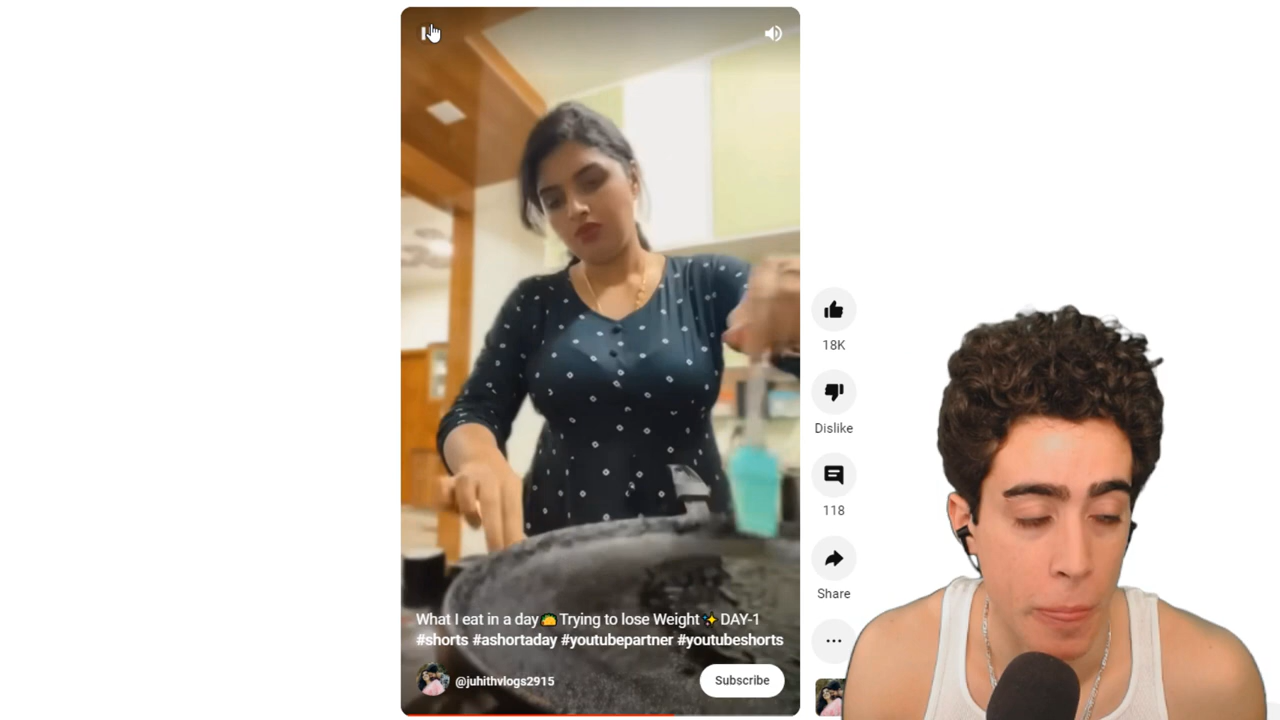 What I eat in a day🌮Trying to lose Weight✨ DAY-1
#shorts #ashortaday #youtubepartner #youtubeshorts
@juhithvlogs2915
Subscribe
18K
Dislike
118
Share